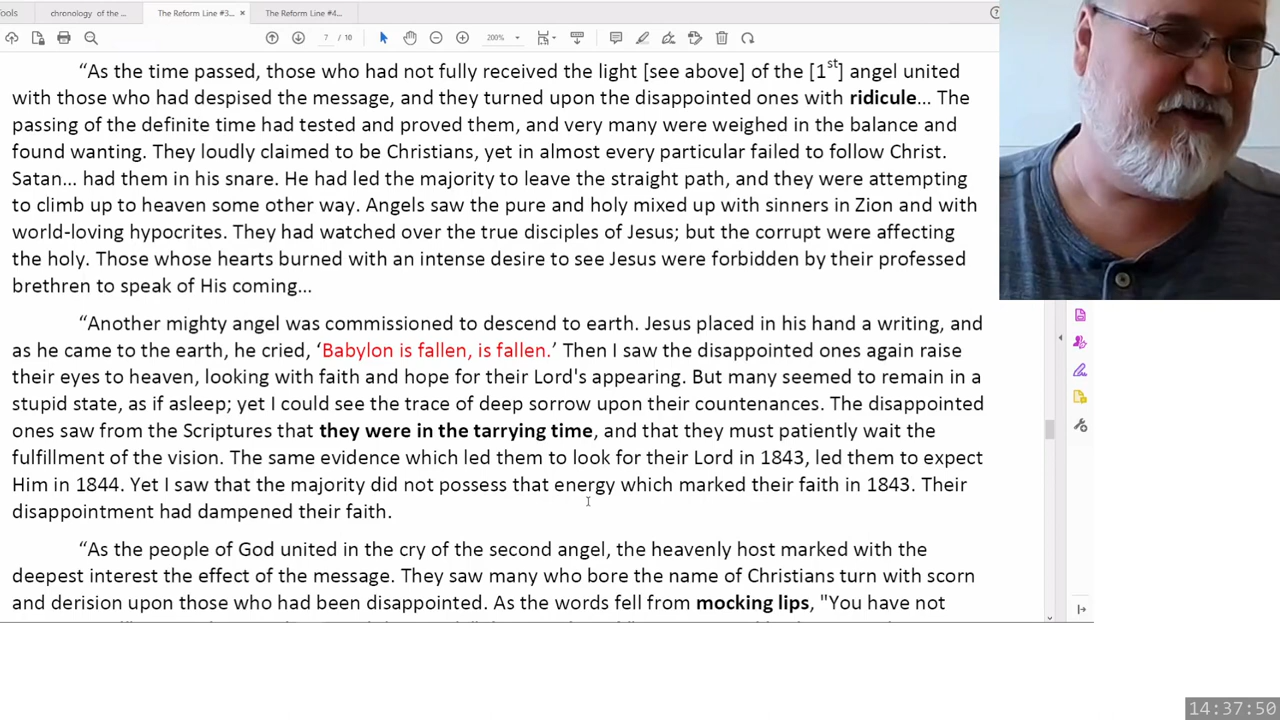 ools
chronology of the ...
The Reform Line #3...
The Reform Line #4...
7 / 10
200%
“As the time passed, those who had not fully received the light [see above] of the [1st] angel united
with those who had despised the message, and they turned upon the disappointed ones with ridicule… The
passing of the definite time had tested and proved them, and very many were weighed in the balance and
found wanting. They loudly claimed to be Christians, yet in almost every particular failed to follow Christ.
Satan… had them in his snare. He had led the majority to leave the straight path, and they were attempting
to climb up to heaven some other way. Angels saw the pure and holy mixed up with sinners in Zion and with
world-loving hypocrites. They had watched over the true disciples of Jesus; but the corrupt were affecting
the holy. Those whose hearts burned with an intense desire to see Jesus were forbidden by their professed
brethren to speak of His coming…
“Another mighty angel was commissioned to descend to earth. Jesus placed in his hand a writing, and
as he came to the earth, he cried, ‘Babylon is fallen, is fallen.’ Then I saw the disappointed ones again raise
their eyes to heaven, looking with faith and hope for their Lord's appearing. But many seemed to remain in a
stupid state, as if asleep; yet I could see the trace of deep sorrow upon their countenances. The disappointed
ones saw from the Scriptures that they were in the tarrying time, and that they must patiently wait the
fulfillment of the vision. The same evidence which led them to look for their Lord in 1843, led them to expect
Him in 1844. Yet I saw that the majority did not possess that energy which marked their faith in 1843. Their
disappointment had dampened their faith.
“As the people of God united in the cry of the second angel, the heavenly host marked with the
deepest interest the effect of the message. They saw many who bore the name of Christians turn with scorn
and derision upon those who had been disappointed. As the words fell from mocking lips, "You have not
14:37:50